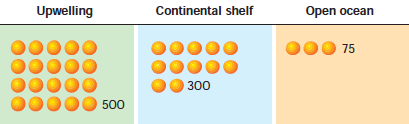 Upwelling
500
Continental shelf
300
Open ocean
75